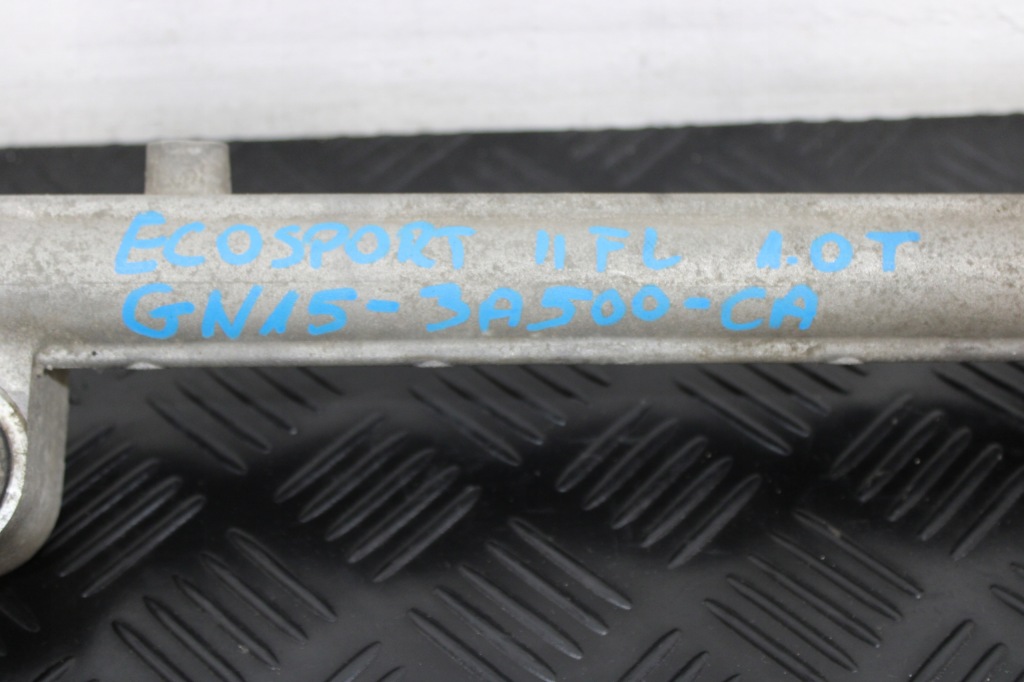 ECOSPORT II FL 1.0T
GN15-3A500-CA